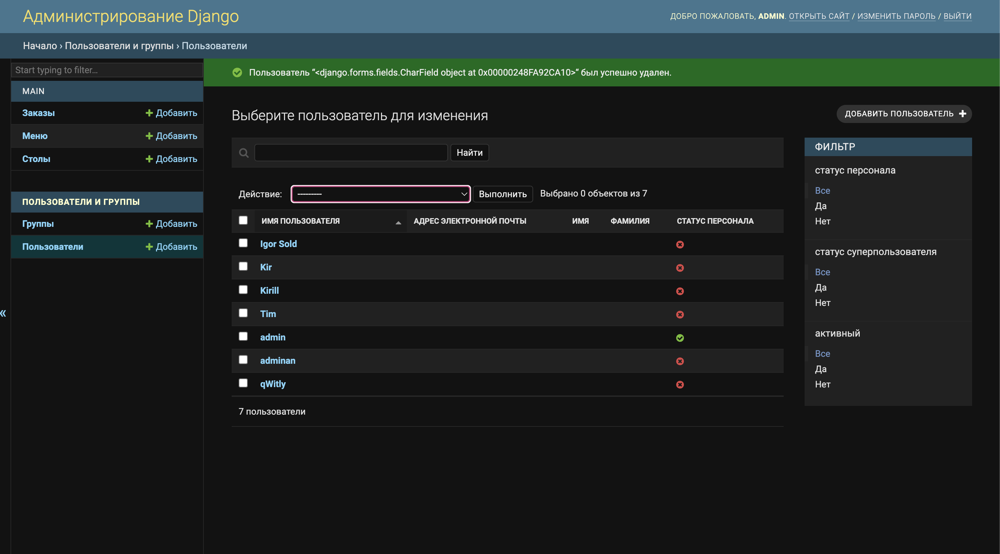 Администрирование Django
ДОБРО ПОЖАЛОВАТЬ, ADMIN. ОТКРЫТЬ САЙТ / ИЗМЕНИТЬ ПАРОЛЬ / ВЫЙТИ
Начало › Пользователи и группы › Пользователи
Start typing to filter...
MAIN
Заказы Добавить
Меню Добавить
Столы Добавить
ПОЛЬЗОВАТЕЛИ И ГРУППЫ
Группы Добавить
Пользователи Добавить
«
Пользователь “<django.forms.fields.CharField object at 0x00000248FA92CA10>“ был успешно удален.
Выберите пользователь для изменения
ДОБАВИТЬ ПОЛЬЗОВАТЕЛЬ
Найти
Действие: --------- Выполнить Выбрано 0 объектов из 7
ИМЯ ПОЛЬЗОВАТЕЛЯ АДРЕС ЭЛЕКТРОННОЙ ПОЧТЫ ИМЯ ФАМИЛИЯ СТАТУС ПЕРСОНАЛА
Igor Sold
Kir
Kirill
Tim
admin
adminan
qWitly
7 пользователи
ФИЛЬТР
статус персонала
Все
Да
Нет
статус суперпользователя
Все
Да
Нет
активный
Все
Да
Нет